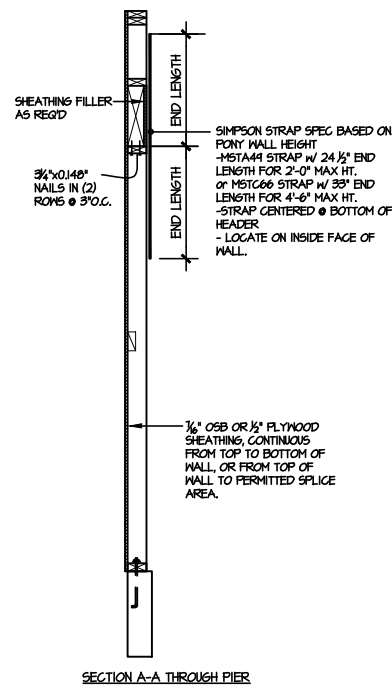 SHEATHING FILLER
AS REQ'D
END LENGTH
SIMPSON STRAP SPEC BASED ON
PONY WALL HEIGHT
-MSTA49 STRAP W/ 24 1/2" END
LENGTH FOR 2'-0" MAX HT.
or MSTC66 STRAP W/ 33" END
LENGTH FOR 4'-6" MAX HT.
-STRAP CENTERED @ BOTTOM OF
HEADER
- LOCATE ON INSIDE FACE OF
WALL.
3/4"x0.148"
NAILS IN (2)
ROWS @ 3"O.C.
END LENGTH
7/16" OSB OR 1/2" PLYWOOD
SHEATHING, CONTINUOUS
FROM TOP TO BOTTOM OF
WALL, OR FROM TOP OF
WALL TO PERMITTED SPLICE
AREA.
SECTION A-A THROUGH PIER